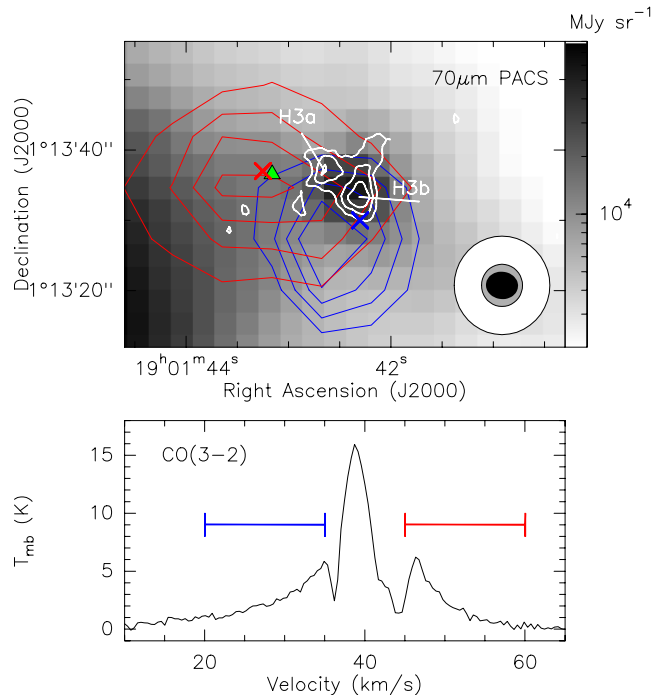 MJy sr⁻¹
70μm PACS
H3a
H3b
1°13'40''
1°13'20''
Declination (J2000)
10⁴
19ʰ01ᵐ44ˢ
42ˢ
Right Ascension (J2000)
CO(3−2)
15
10
5
0
T_mb (K)
20
40
60
Velocity (km/s)